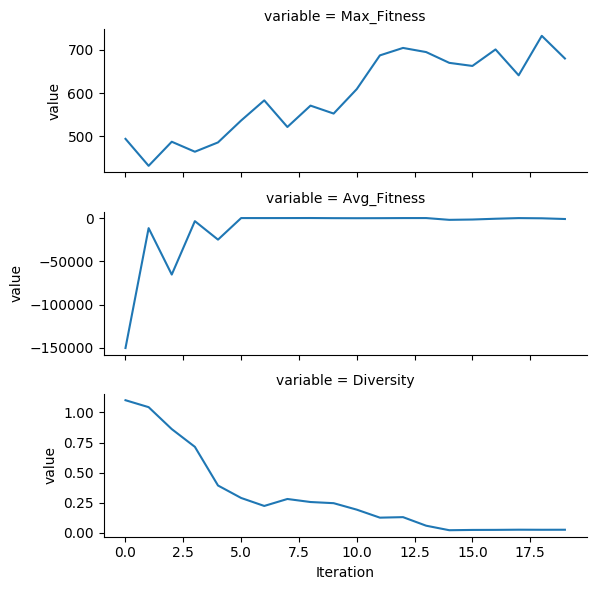 variable = Max_Fitness
700
600
500
value
variable = Avg_Fitness
0
−50000
−100000
−150000
value
variable = Diversity
1.00
0.75
0.50
0.25
0.00
value
0.0 2.5 5.0 7.5 10.0 12.5 15.0 17.5
Iteration